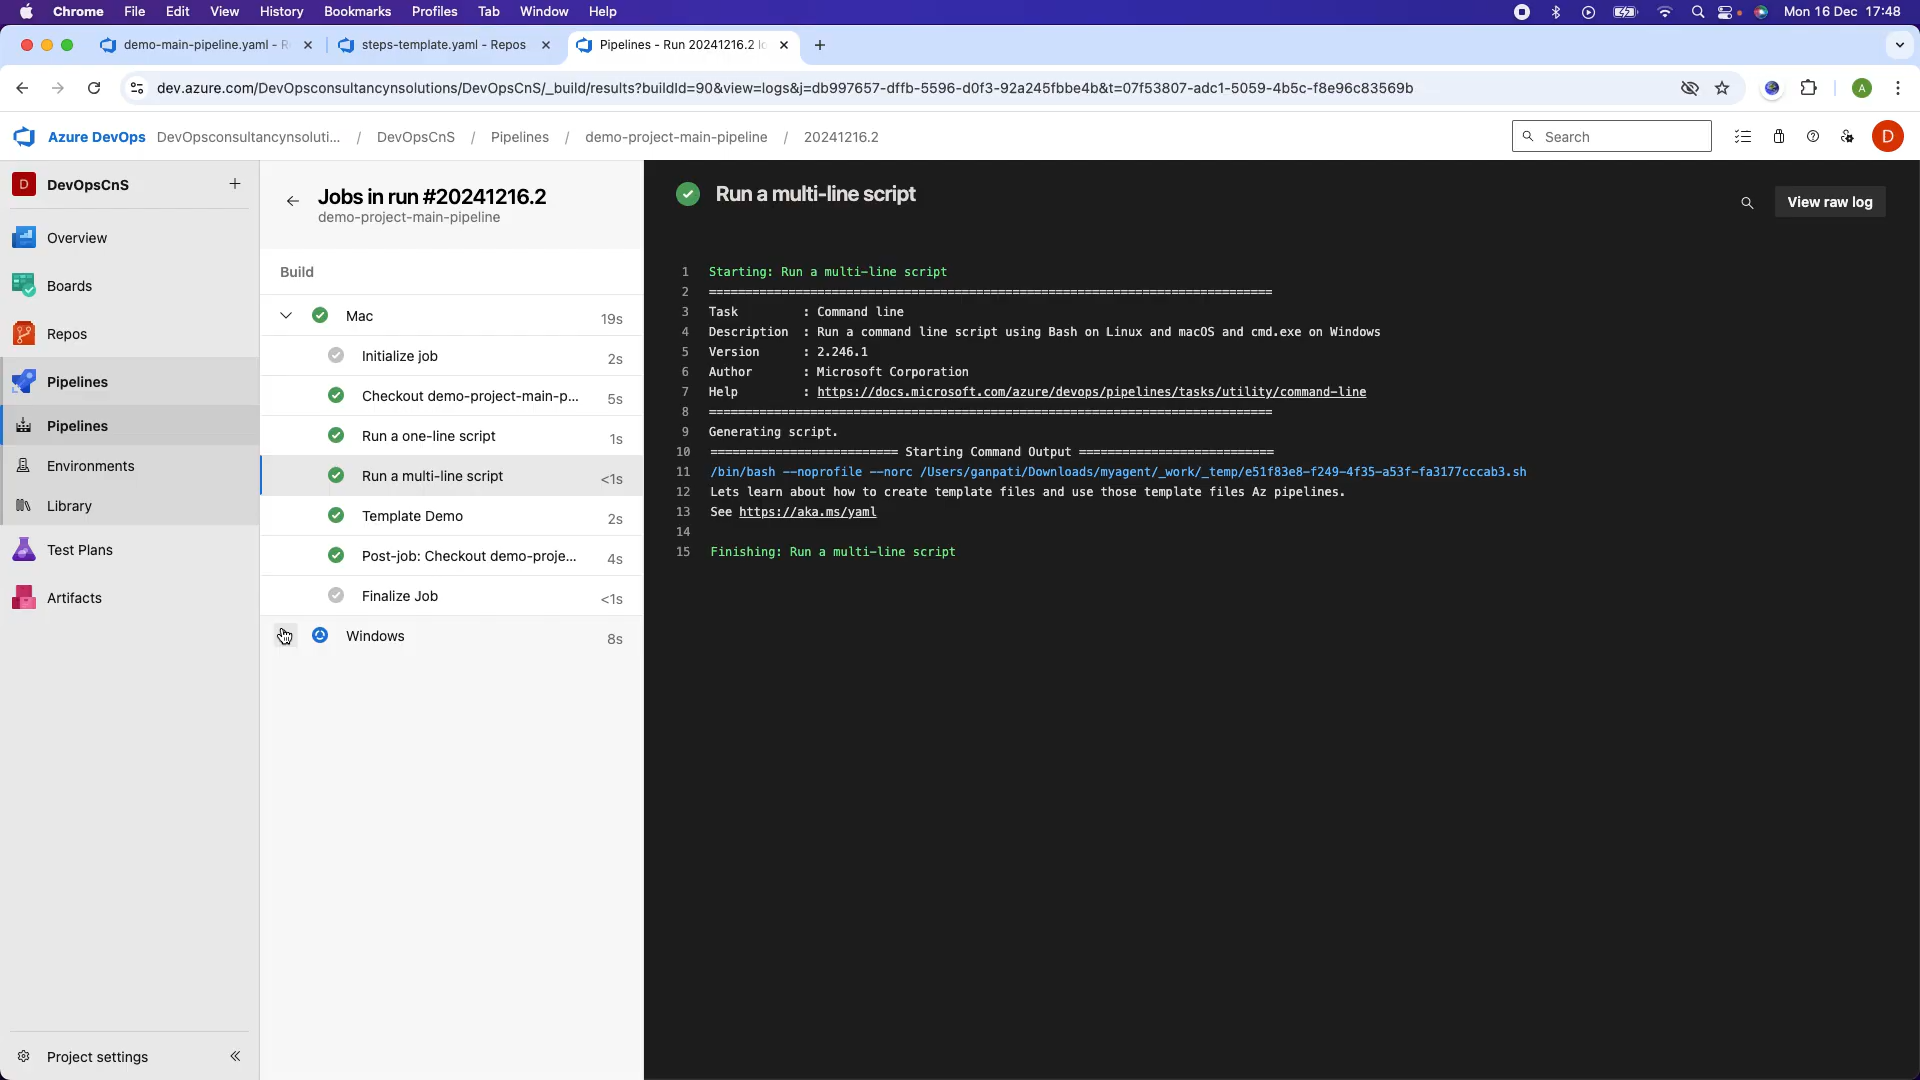 Chrome File Edit View History Bookmarks Profiles Tab Window Help Mon 16 Dec 17:48
demo-main-pipeline.yaml - R
steps-template.yaml - Repos
Pipelines - Run 20241216.2 lo
dev.azure.com/DevOpsconsultancynsolutions/DevOpsCnS/_build/results?buildId=90&view=logs&j=db997657-dffb-5596-d0f3-92a245fbbe4b&t=07f53807-adc1-5059-4b5c-f8e96c83569b
A
Azure DevOps DevOpsconsultancynsoluti... / DevOpsCnS / Pipelines / demo-project-main-pipeline / 20241216.2
Search
D
D DevOpsCnS
Overview
Boards
Repos
Pipelines
Pipelines
Environments
Library
Test Plans
Artifacts
Project settings
Jobs in run #20241216.2
demo-project-main-pipeline
Build
Mac 19s
Initialize job 2s
Checkout demo-project-main-p... 5s
Run a one-line script 1s
Run a multi-line script <1s
Template Demo 2s
Post-job: Checkout demo-proje... 4s
Finalize Job <1s
Windows 8s
Run a multi-line script
View raw log
1 Starting: Run a multi-line script
2 ==============================================================================
3 Task : Command line
4 Description : Run a command line script using Bash on Linux and macOS and cmd.exe on Windows
5 Version : 2.246.1
6 Author : Microsoft Corporation
7 Help : https://docs.microsoft.com/azure/devops/pipelines/tasks/utility/command-line
8 ==============================================================================
9 Generating script.
10 ========================== Starting Command Output ===========================
11 /bin/bash --noprofile --norc /Users/ganpati/Downloads/myagent/_work/_temp/e51f83e8-f249-4f35-a53f-fa3177cccab3.sh
12 Lets learn about how to create template files and use those template files Az pipelines.
13 See https://aka.ms/yaml
14
15 Finishing: Run a multi-line script